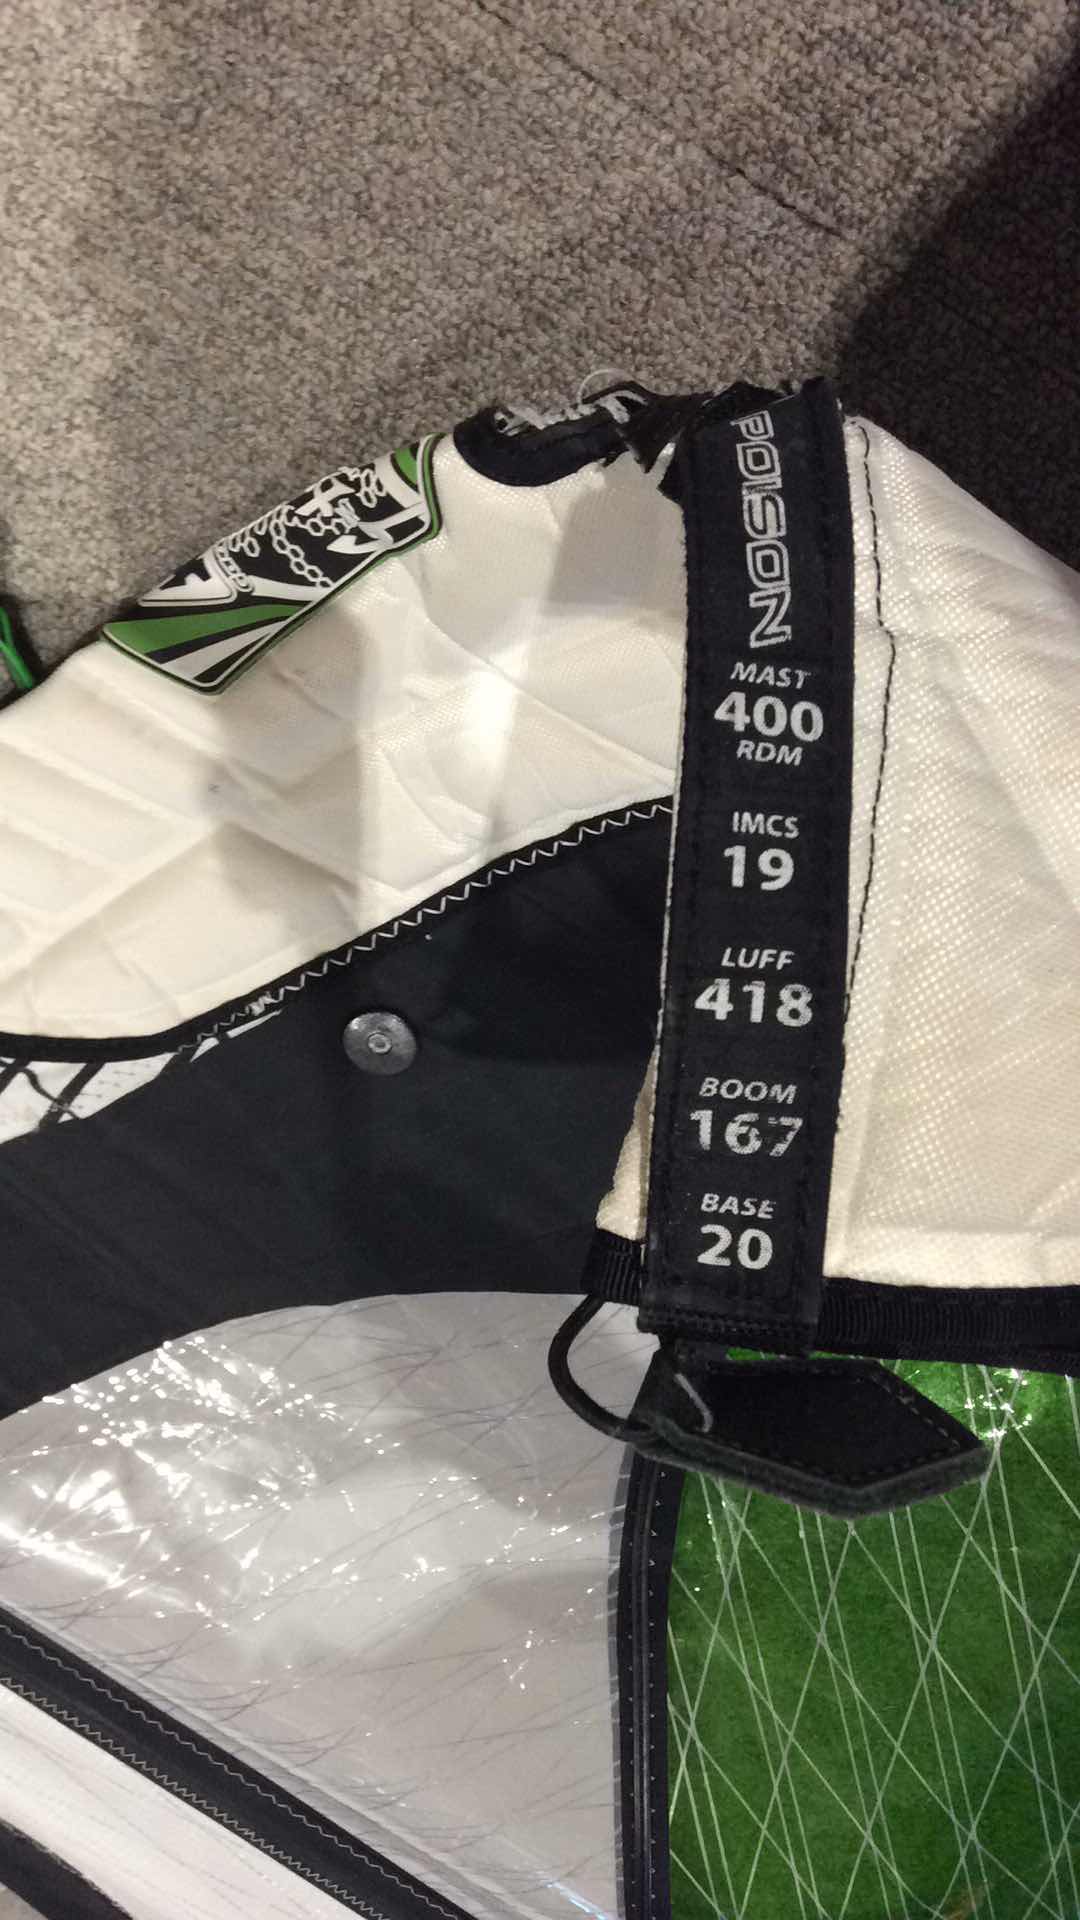 POISON
MAST
400
RDM
IMCS
19
LUFF
418
BOOM
167
BASE
20